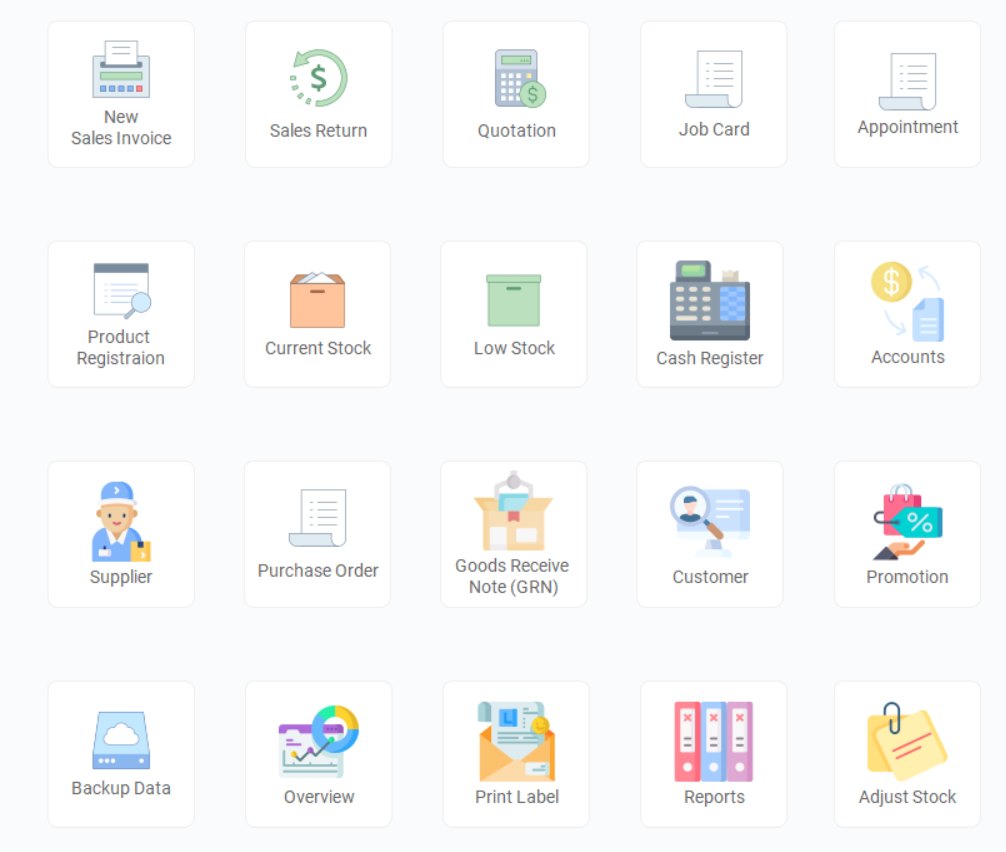 New
Sales Invoice
Sales Return
Quotation
Job Card
Appointment
Product
Registraion
Current Stock
Low Stock
Cash Register
Accounts
Supplier
Purchase Order
Goods Receive
Note (GRN)
Customer
Promotion
Backup Data
Overview
Print Label
Reports
Adjust Stock